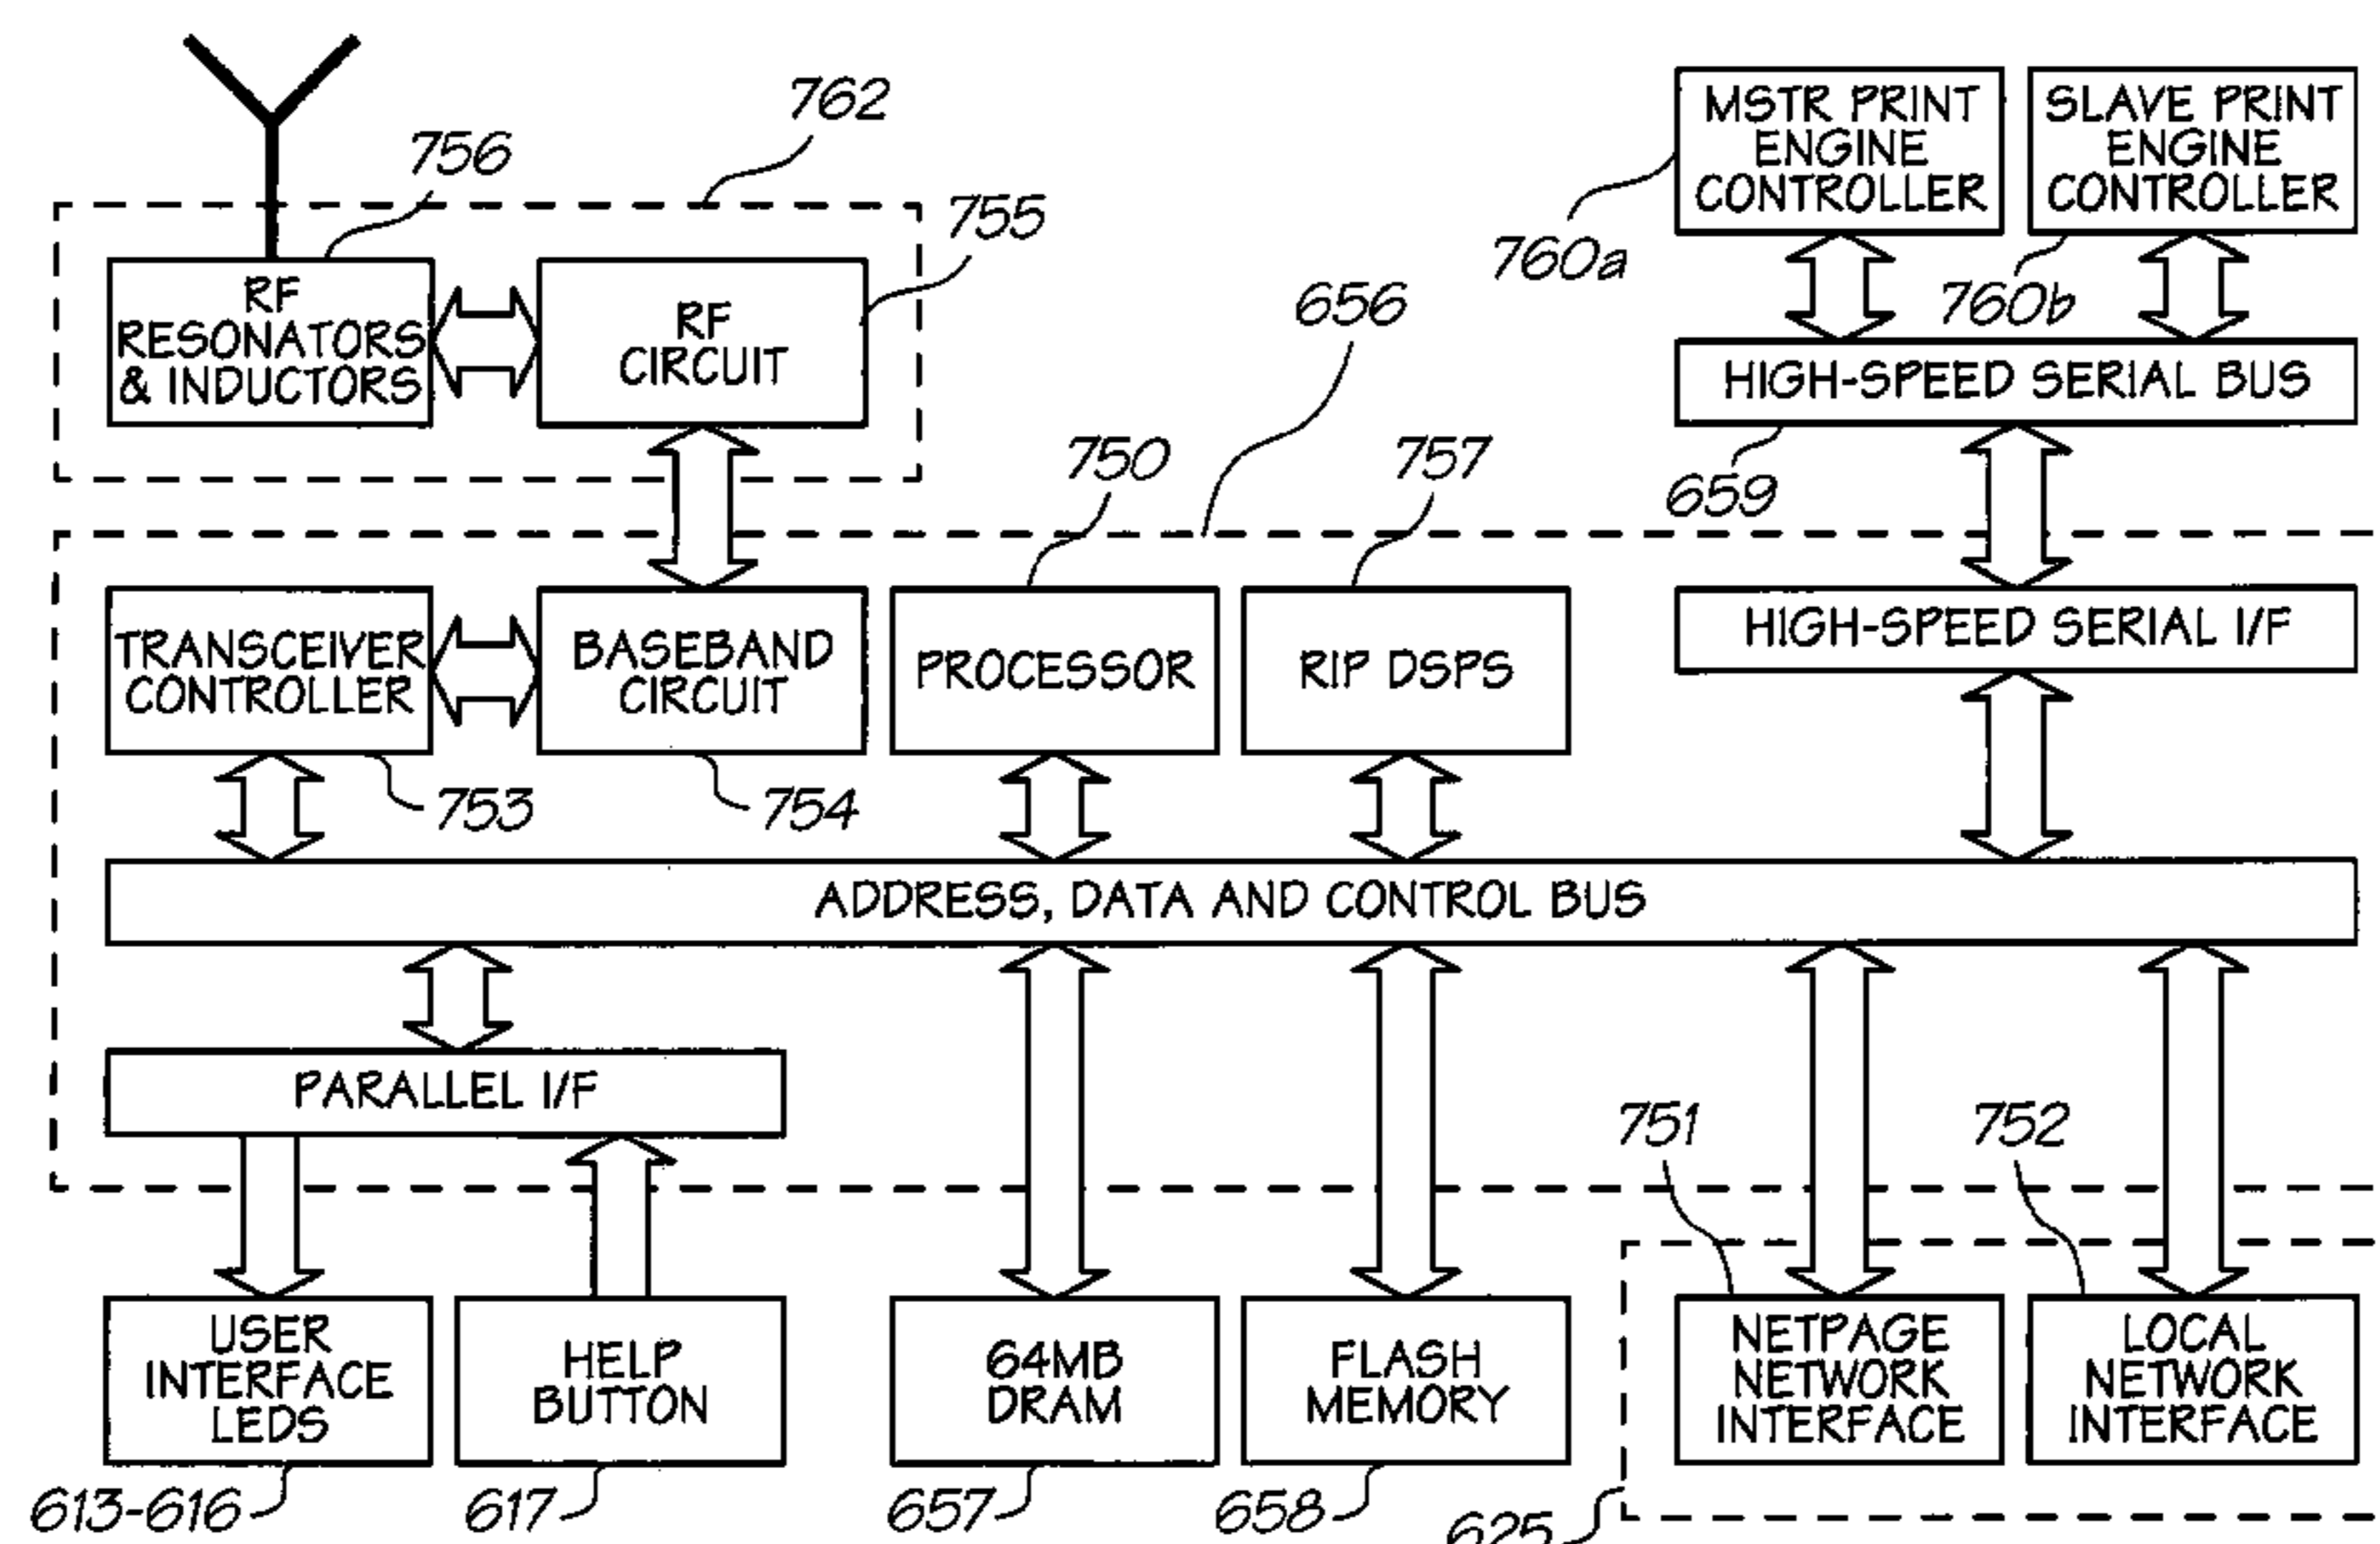 762
756
755
RF
RESONATORS
& INDUCTORS
RF
CIRCUIT
MSTR PRINT
ENGINE
CONTROLLER
SLAVE PRINT
ENGINE
CONTROLLER
760a
760b
656
HIGH-SPEED SERIAL BUS
659
750
757
TRANSCEIVER
CONTROLLER
BASEBAND
CIRCUIT
PROCESSOR
RIP DSPS
HIGH-SPEED SERIAL I/F
753
754
ADDRESS, DATA AND CONTROL BUS
PARALLEL I/F
751
752
USER
INTERFACE
LEDS
HELP
BUTTON
64MB
DRAM
FLASH
MEMORY
NETPAGE
NETWORK
INTERFACE
LOCAL
NETWORK
INTERFACE
613-616
617
657
658
625